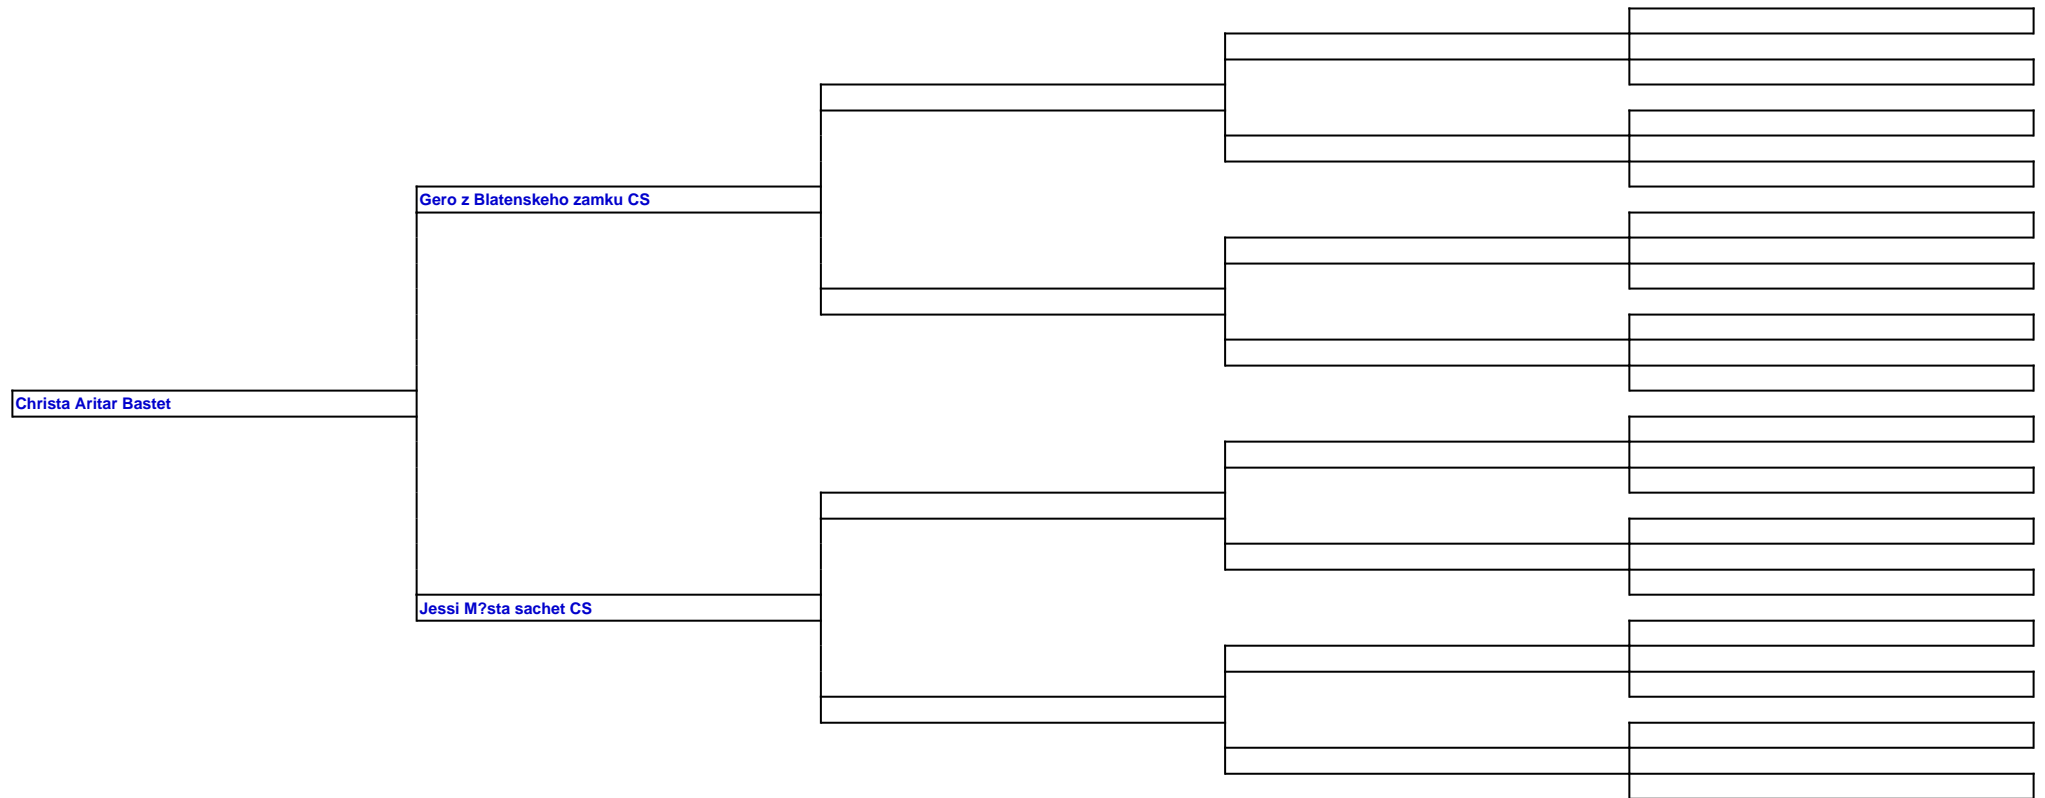 Gero z Blatenskeho zamku CS
Christa Aritar Bastet
Jessi M?sta sachet CS